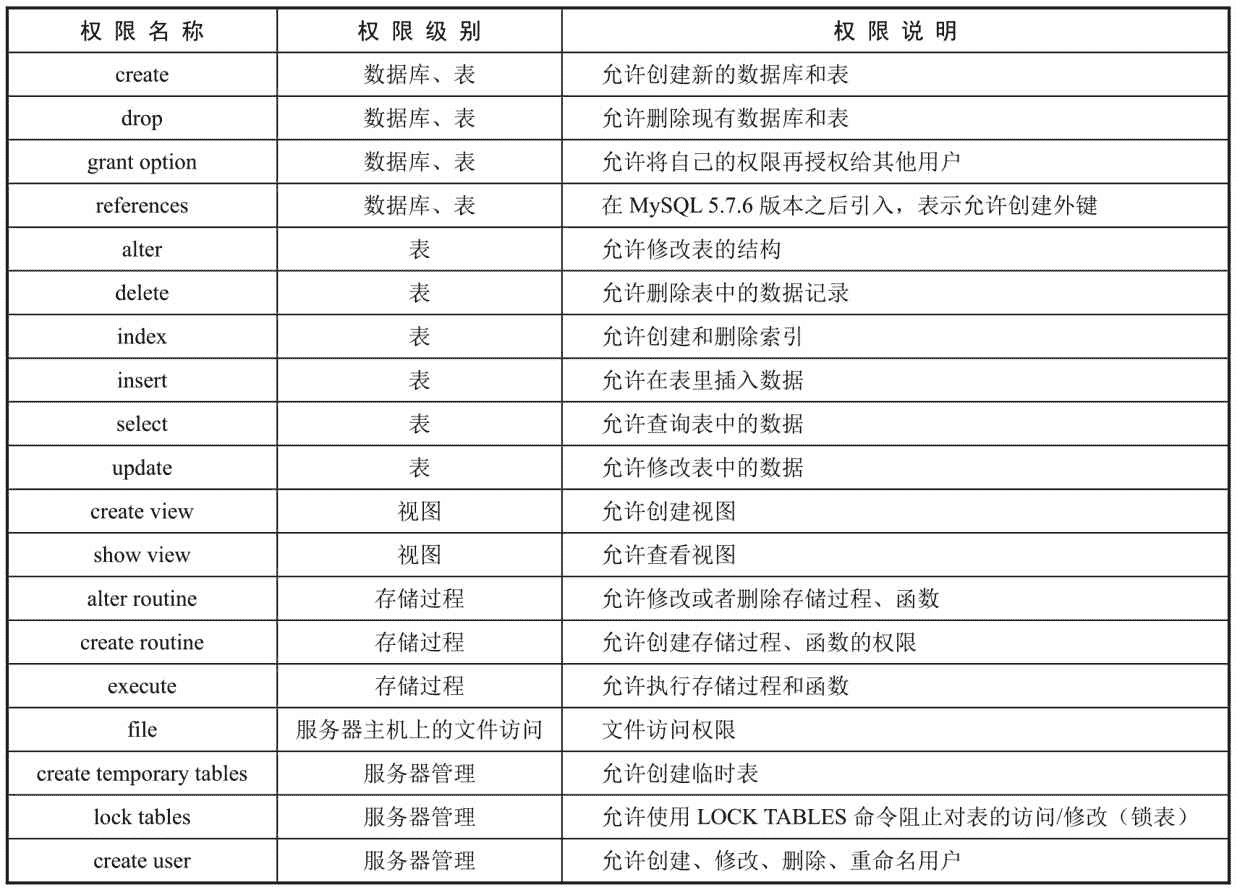 权限名称 权限级别 权限说明
create 数据库、表 允许创建新的数据库和表
drop 数据库、表 允许删除现有数据库和表
grant option 数据库、表 允许将自己的权限再授权给其他用户
references 数据库、表 在 MySQL 5.7.6 版本之后引入，表示允许创建外键
alter 表 允许修改表的结构
delete 表 允许删除表中的数据记录
index 表 允许创建和删除索引
insert 表 允许在表里插入数据
select 表 允许查询表中的数据
update 表 允许修改表中的数据
create view 视图 允许创建视图
show view 视图 允许查看视图
alter routine 存储过程 允许修改或者删除存储过程、函数
create routine 存储过程 允许创建存储过程、函数的权限
execute 存储过程 允许执行存储过程和函数
file 服务器主机上的文件访问 文件访问权限
create temporary tables 服务器管理 允许创建临时表
lock tables 服务器管理 允许使用 LOCK TABLES 命令阻止对表的访问/修改（锁表）
create user 服务器管理 允许创建、修改、删除、重命名用户